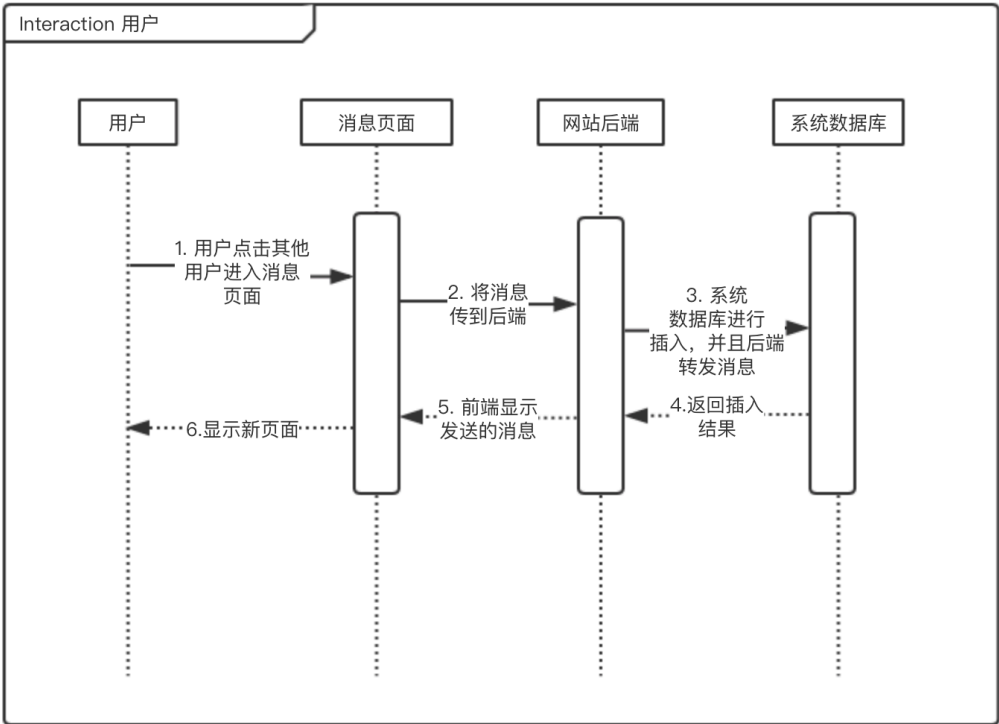 Interaction 用户
用户
消息页面
网站后端
系统数据库
1. 用户点击其他
用户进入消息
页面
2. 将消息
传到后端
3. 系统
数据库进行
插入，并且后端
转发消息
4.返回插入
结果
5. 前端显示
发送的消息
6.显示新页面